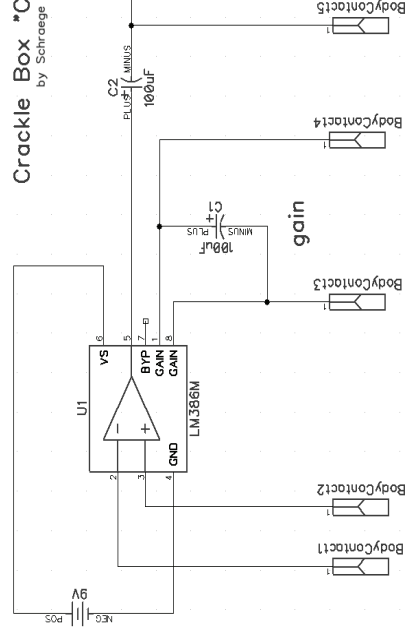 Crackle Box "C
by Schraege
BodyContact5
1
MINUS
C2
+
100uF
PLUS
BodyContact4
1
C1
+
MINUS
PLUS
100uF
gain
BodyContact3
1
6
5
7
1
8
VS
BYP
GAIN
GAIN
U1
LM386M
-
+
GND
2
3
4
BodyContact2
1
BodyContact1
1
9V
POS
NEG